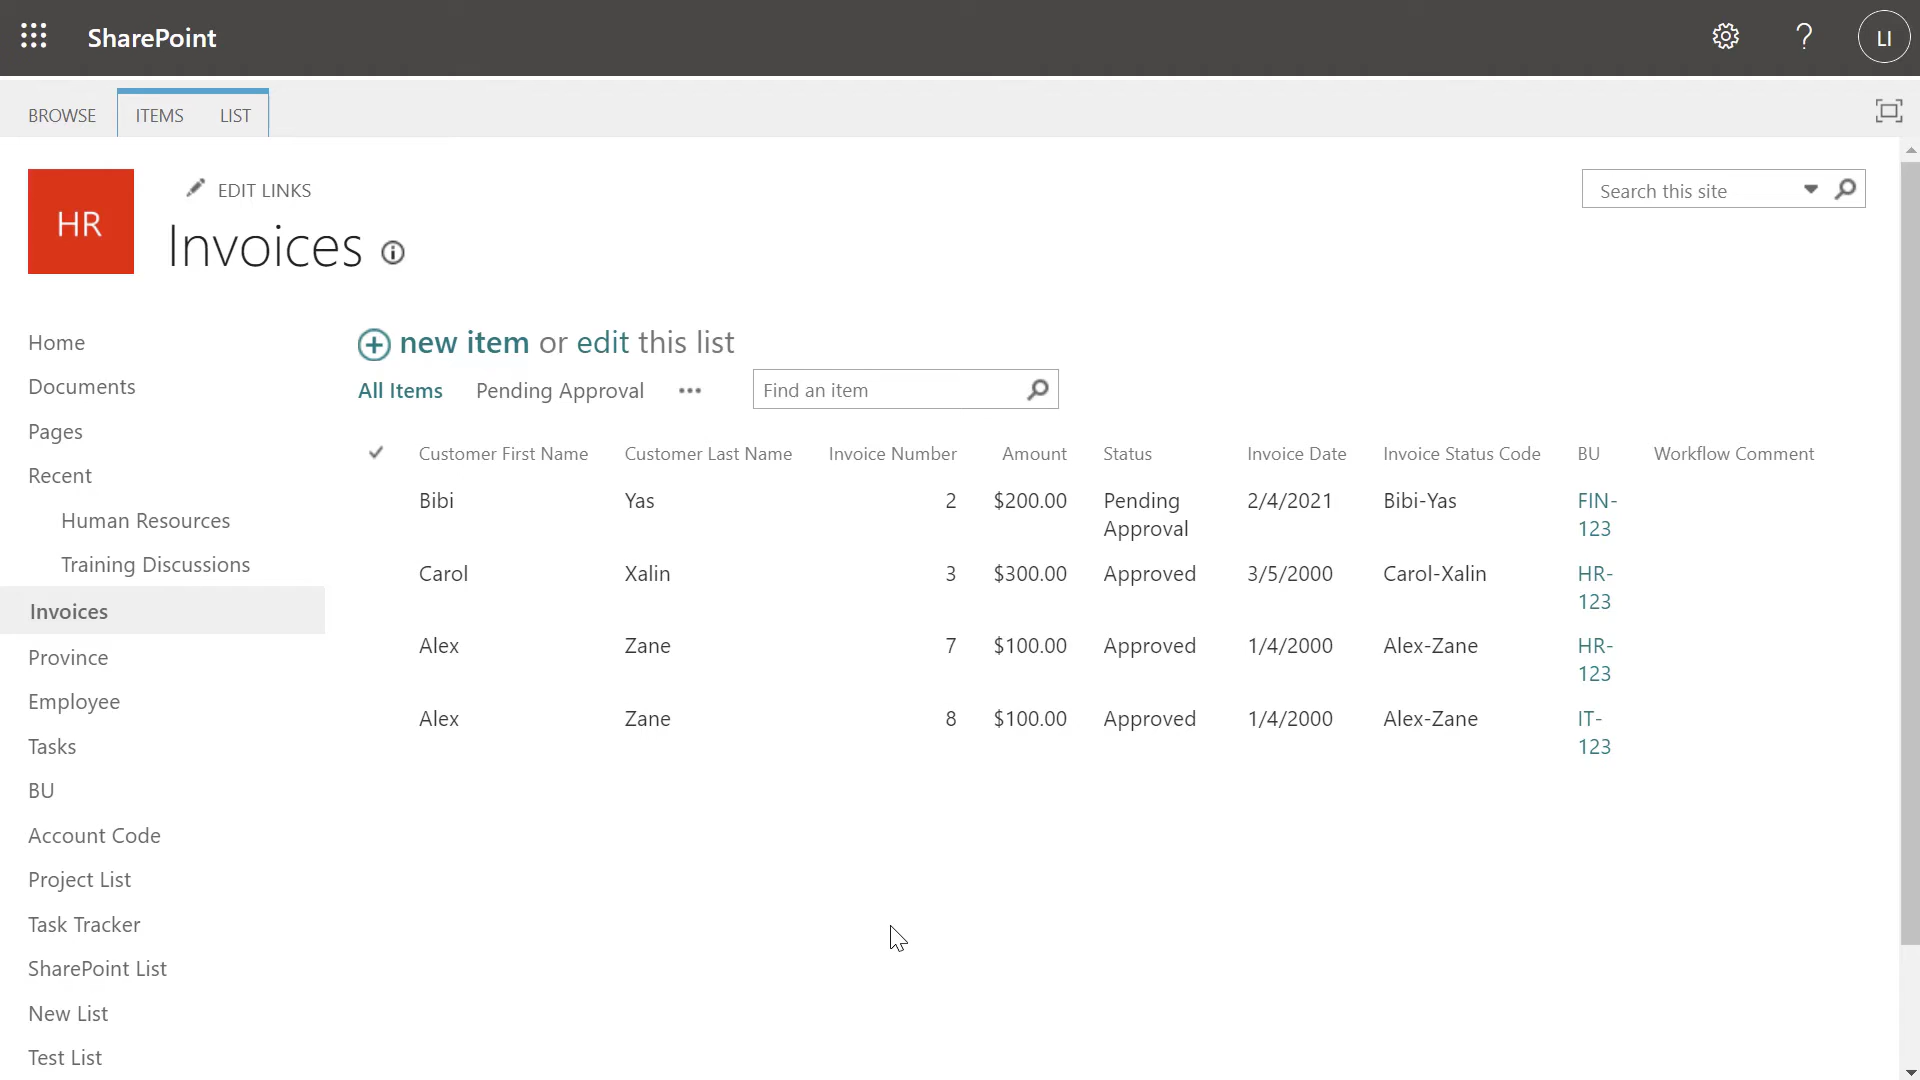 SharePoint
LI
BROWSE ITEMS LIST
HR
EDIT LINKS
Search this site
Invoices
Home
Documents
Pages
Recent
Human Resources
Training Discussions
Invoices
Province
Employee
Tasks
BU
Account Code
Project List
Task Tracker
SharePoint List
New List
Test List
new item or edit this list
All Items Pending Approval ••• Find an item
Customer First Name Customer Last Name Invoice Number Amount Status Invoice Date Invoice Status Code BU Workflow Comment
Bibi Yas 2 $200.00 Pending 2/4/2021 Bibi-Yas FIN-
Approval 123
Carol Xalin 3 $300.00 Approved 3/5/2000 Carol-Xalin HR-
123
Alex Zane 7 $100.00 Approved 1/4/2000 Alex-Zane HR-
123
Alex Zane 8 $100.00 Approved 1/4/2000 Alex-Zane IT-
123